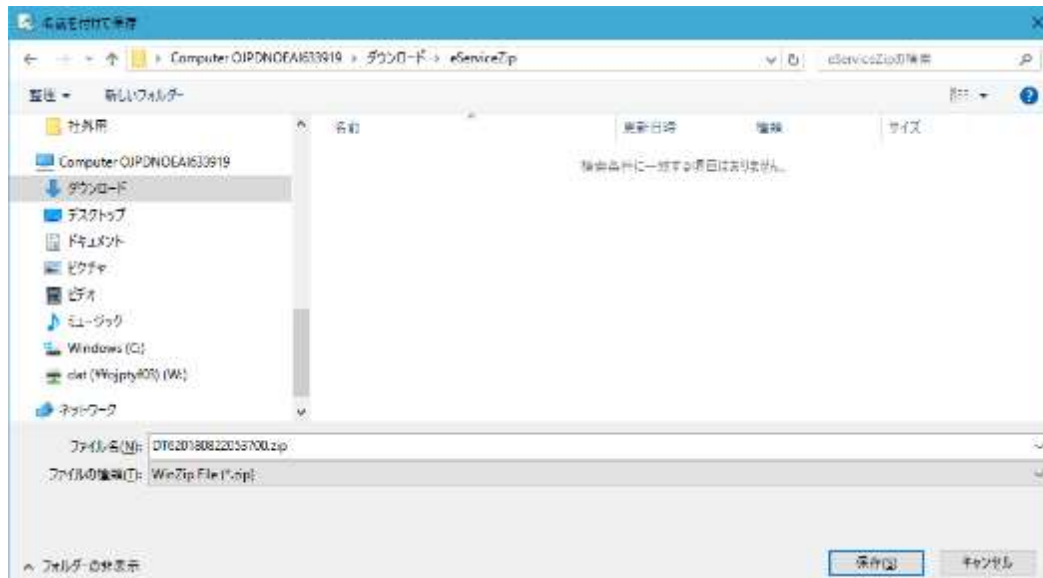 名前を付けて保存
Computer OJPDNOEAI633919 › ダウンロード › eServiceZip
eServiceZipの検索
整理 新しいフォルダー
名前 更新日時 種類 サイズ
検索条件に一致する項目はありません。
社外用
Computer OJPDNOEAI633919
ダウンロード
デスクトップ
ドキュメント
ピクチャ
ビデオ
ミュージック
Windows (C:)
dat (¥¥ojptyf03) (W:)
ネットワーク
ファイル名(N): DT620180822053700.zip
ファイルの種類(T): WinZip File (*.zip)
フォルダーの非表示
保存(S) キャンセル